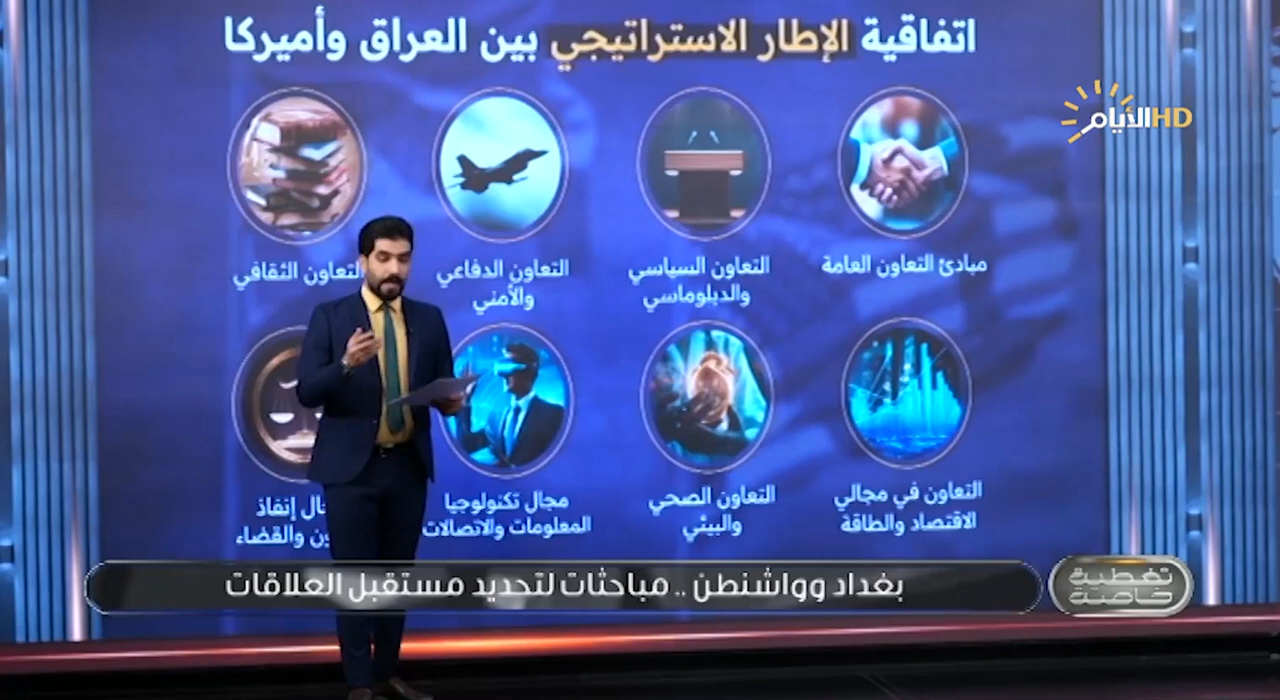 اتفاقية الإطار الاستراتيجي بين العراق وأميركا
الأيام HD
مبادئ التعاون العامة
التعاون السياسي
والدبلوماسي
التعاون الدفاعي
والأمني
التعاون الثقافي
التعاون في مجالي
الاقتصاد والطاقة
التعاون الصحي
والبيئي
مجال تكنولوجيا
المعلومات والاتصالات
إنفاذ
والقضاء
بغداد وواشنطن .. مباحثات لتحديد مستقبل العلاقات
تغطية
خاصة